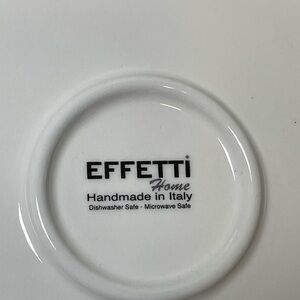 EFFETTi
Home
Handmade in Italy
Dishwasher Safe - Microwave Safe